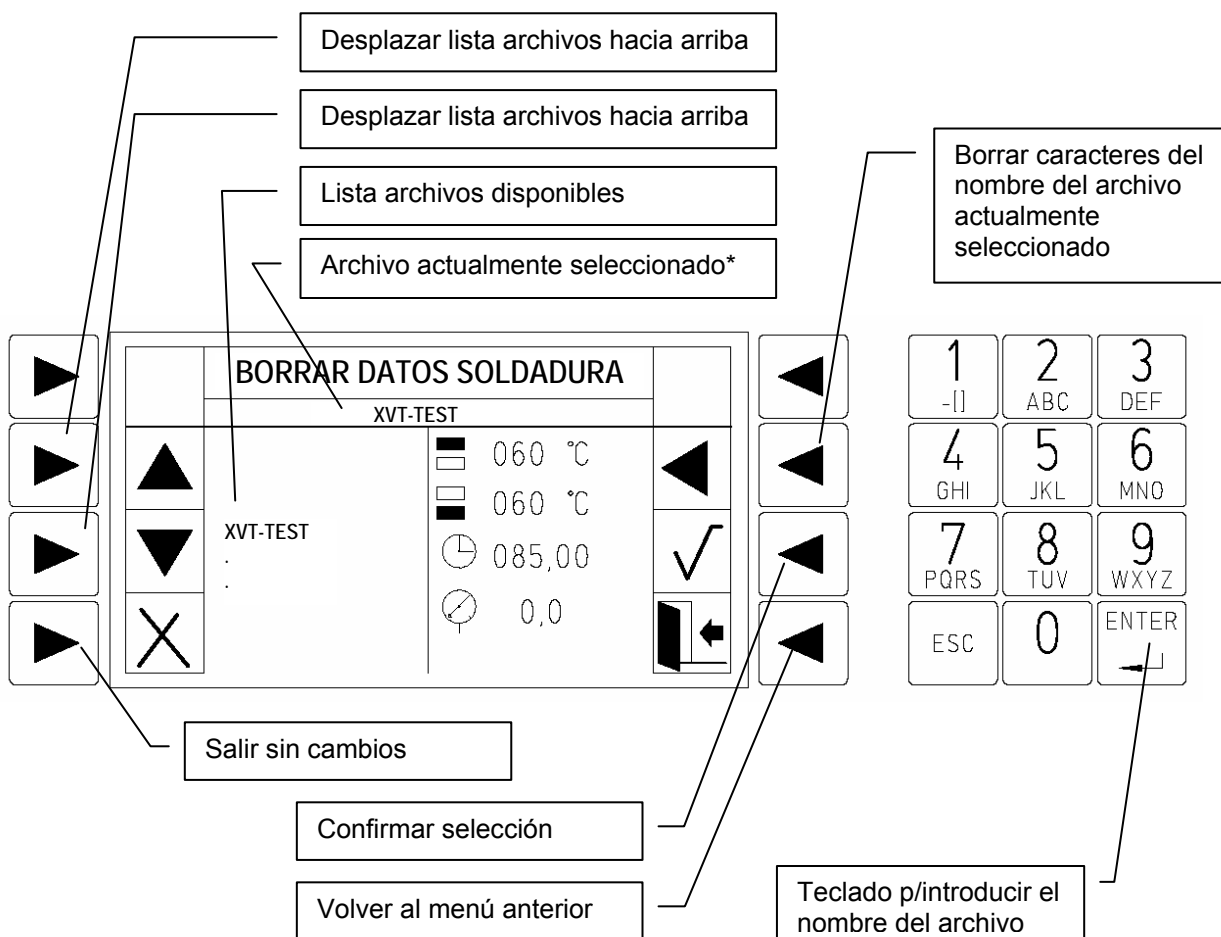 Desplazar lista archivos hacia arriba
Desplazar lista archivos hacia arriba
Lista archivos disponibles
Archivo actualmente seleccionado*
Borrar caracteres del
nombre del archivo
actualmente
seleccionado
BORRAR DATOS SOLDADURA
XVT-TEST
060 °C
060 °C
XVT-TEST
.
.
085,00
0,0
1
-[]
2
ABC
3
DEF
4
GHI
5
JKL
6
MNO
7
PQRS
8
TUV
9
WXYZ
ESC
0
ENTER
Salir sin cambios
Confirmar selección
Volver al menú anterior
Teclado p/introducir el
nombre del archivo